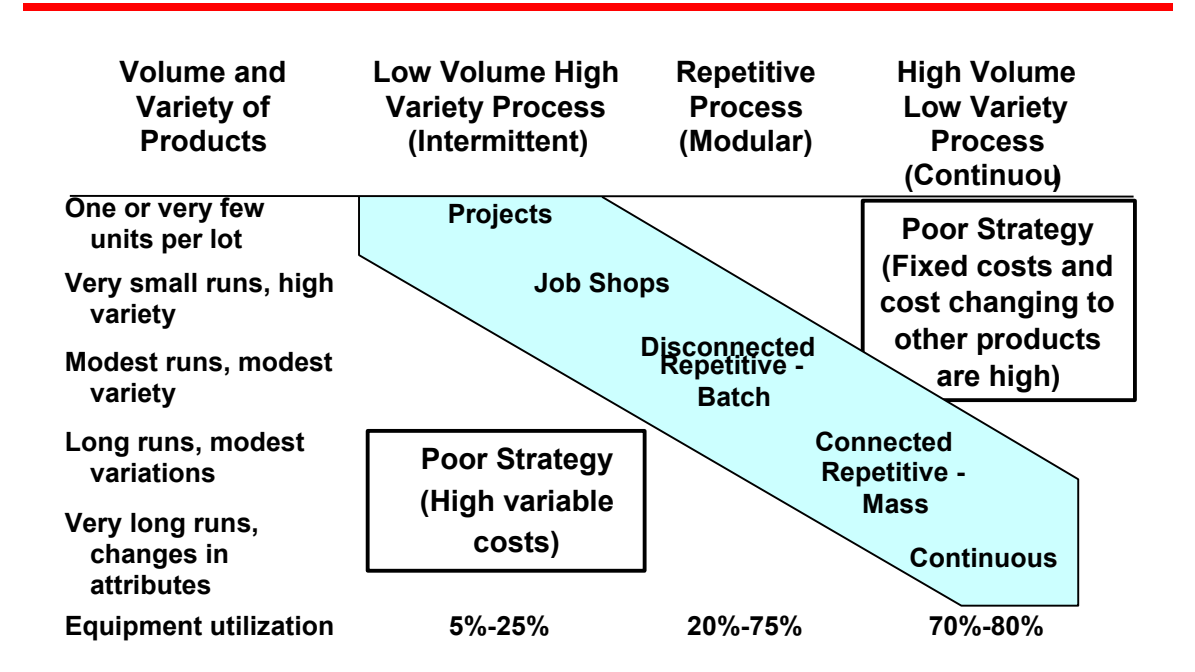 Volume and
Variety of
Products
Low Volume High
Variety Process
(Intermittent)
Repetitive
Process
(Modular)
High Volume
Low Variety
Process
(Continuou)
One or very few
units per lot
Projects
Poor Strategy
(Fixed costs and
cost changing to
other products
are high)
Very small runs, high
variety
Job Shops
Modest runs, modest
variety
Disconnected
Repetitive -
Batch
Long runs, modest
variations
Poor Strategy
(High variable
costs)
Connected
Repetitive -
Mass
Very long runs,
changes in
attributes
Continuous
Equipment utilization
5%-25%
20%-75%
70%-80%